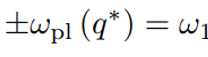 ±ω_pl (q*) = ω_1